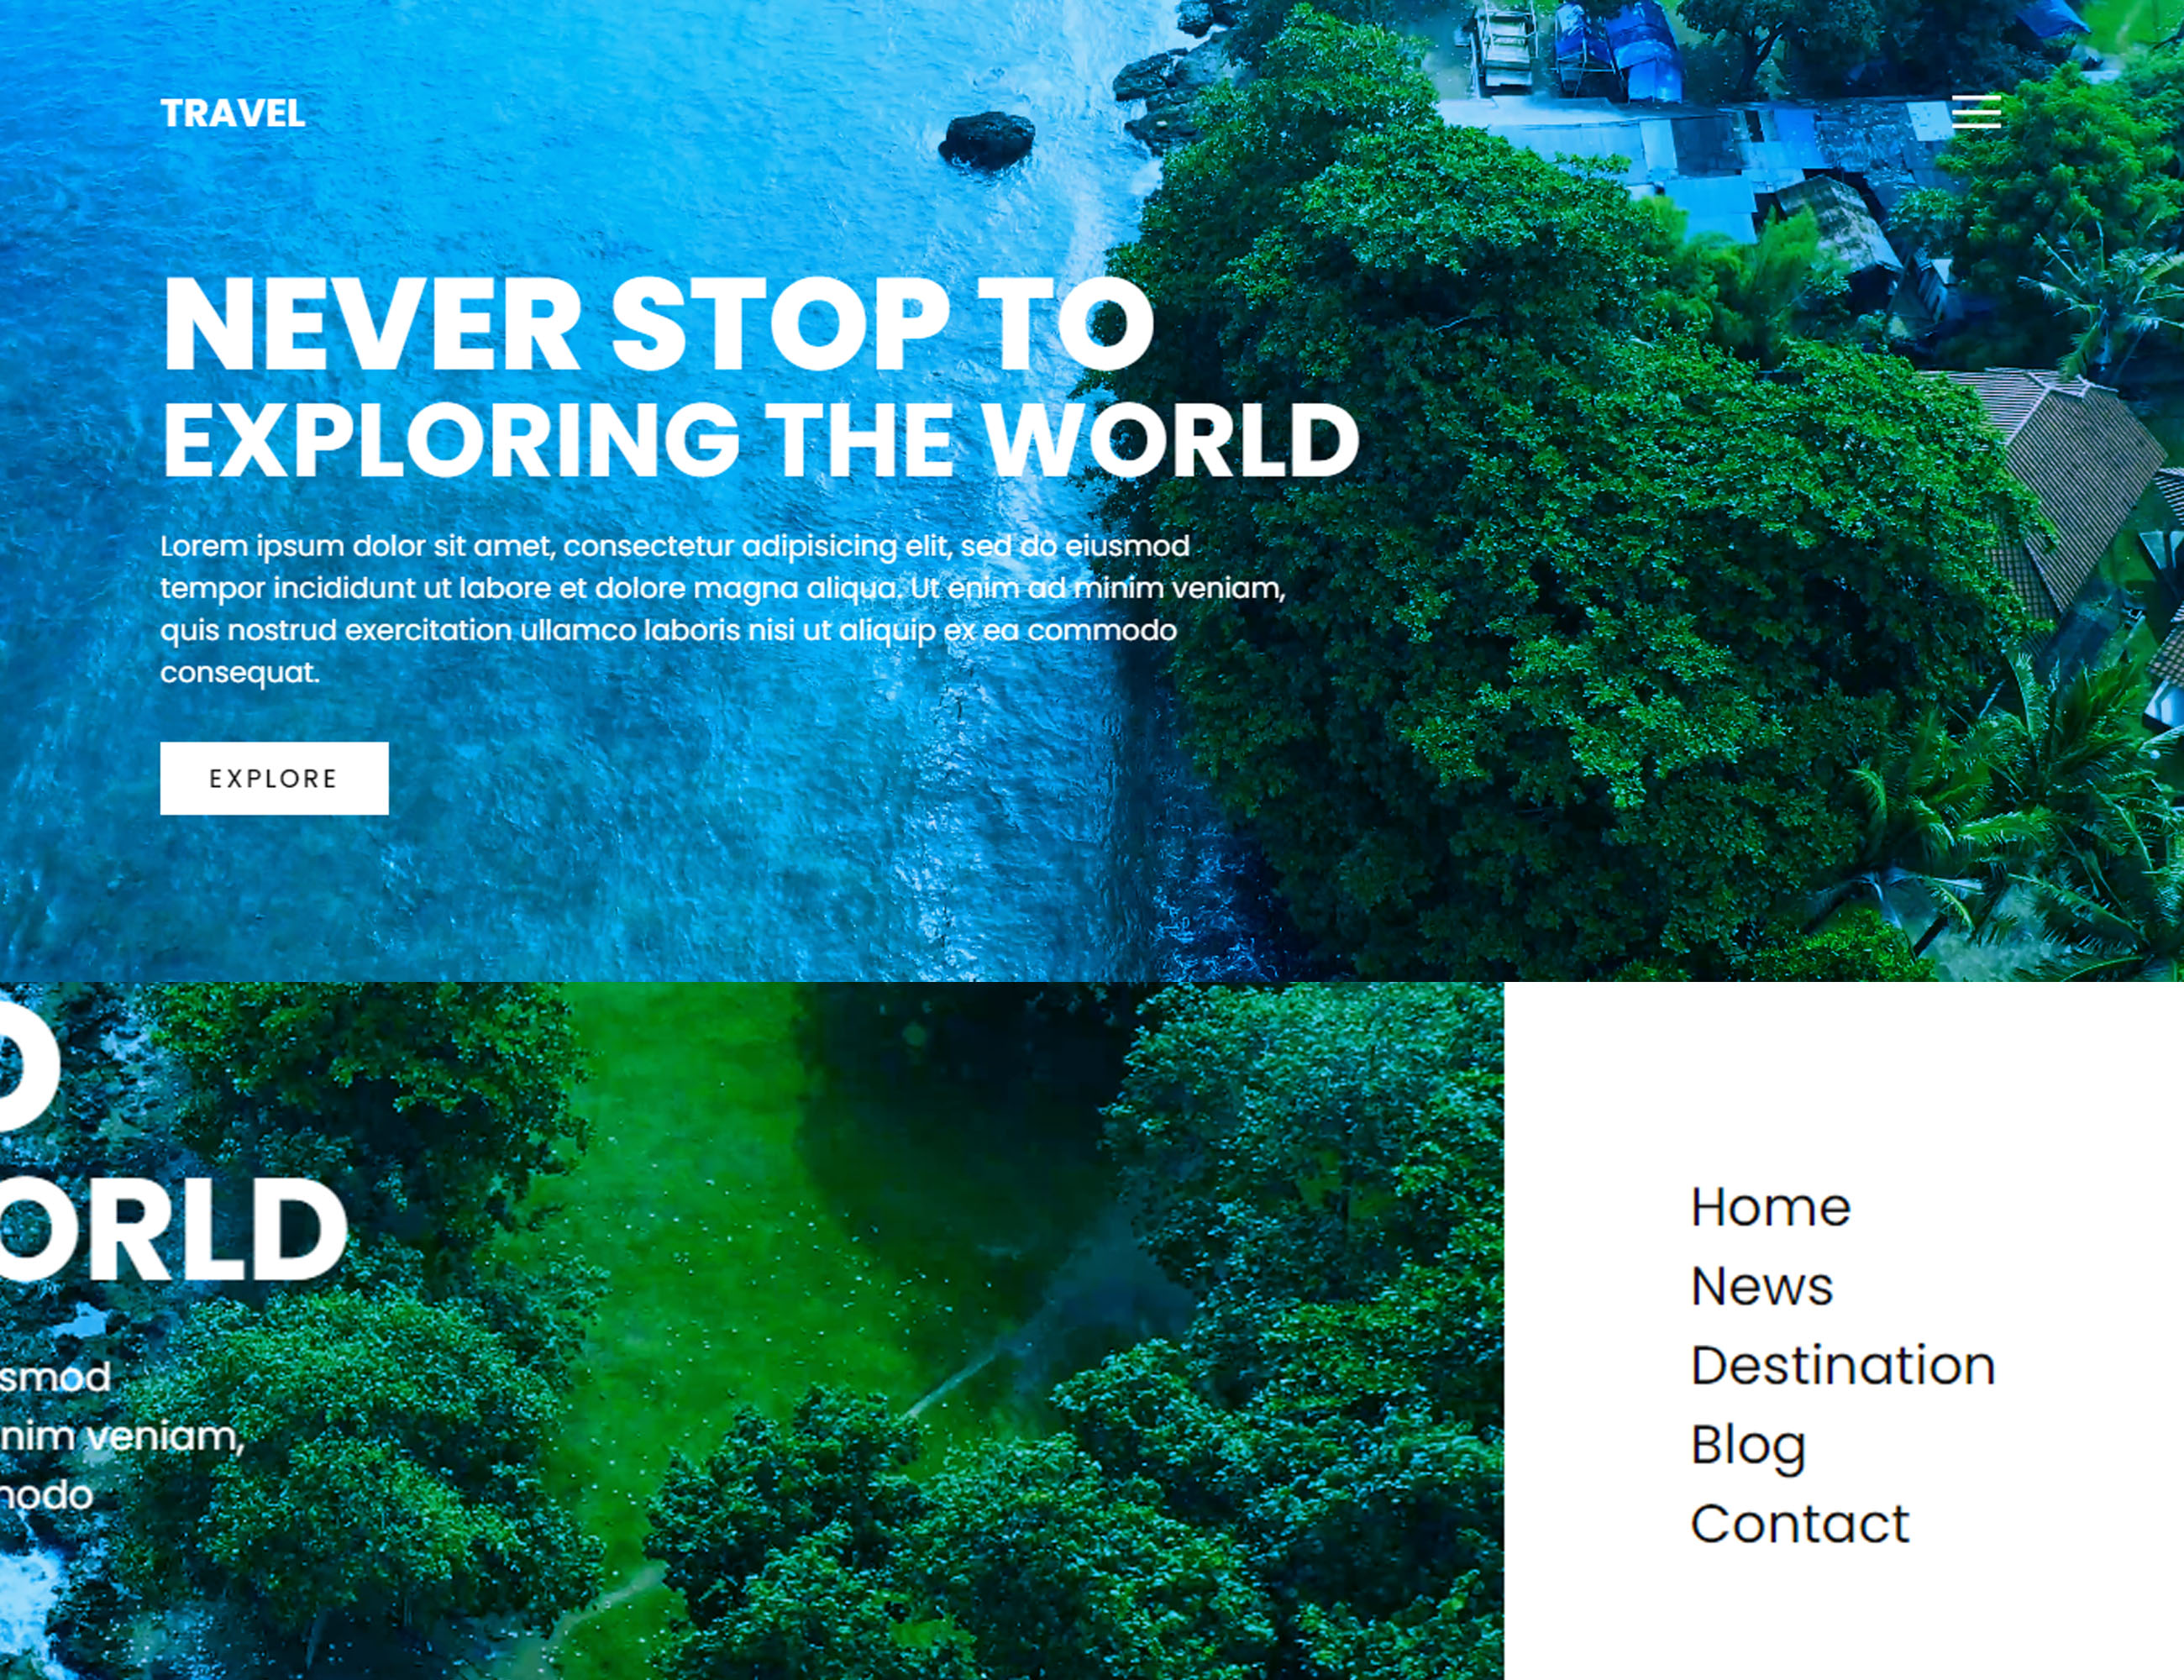 TRAVEL
NEVER STOP TO
EXPLORING THE WORLD
Lorem ipsum dolor sit amet, consectetur adipisicing elit, sed do eiusmod
tempor incididunt ut labore et dolore magna aliqua. Ut enim ad minim veniam,
quis nostrud exercitation ullamco laboris nisi ut aliquip ex ea commodo
consequat.
EXPLORE
O
ORLD
smod
nim veniam,
modo
Home
News
Destination
Blog
Contact